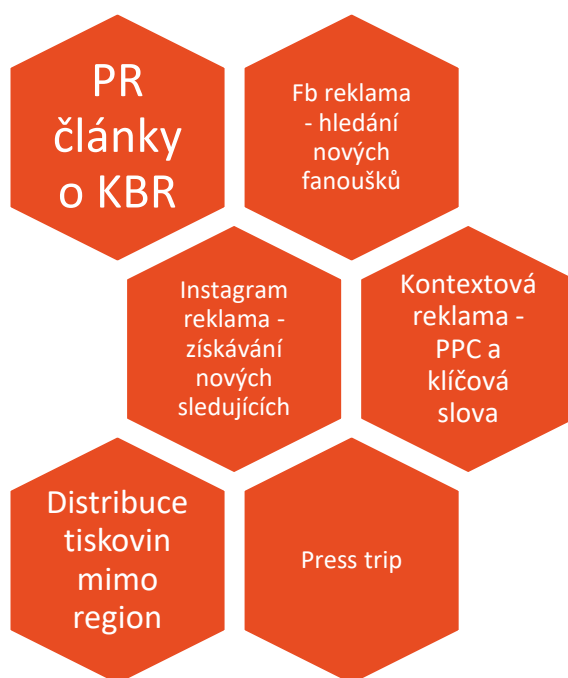 PR
články
o KBR
Fb reklama
- hledání
nových
fanoušků
Instagram
reklama -
získávání
nových
sledujících
Kontextová
reklama -
PPC a
klíčová
slova
Distribuce
tiskovin
mimo
region
Press trip